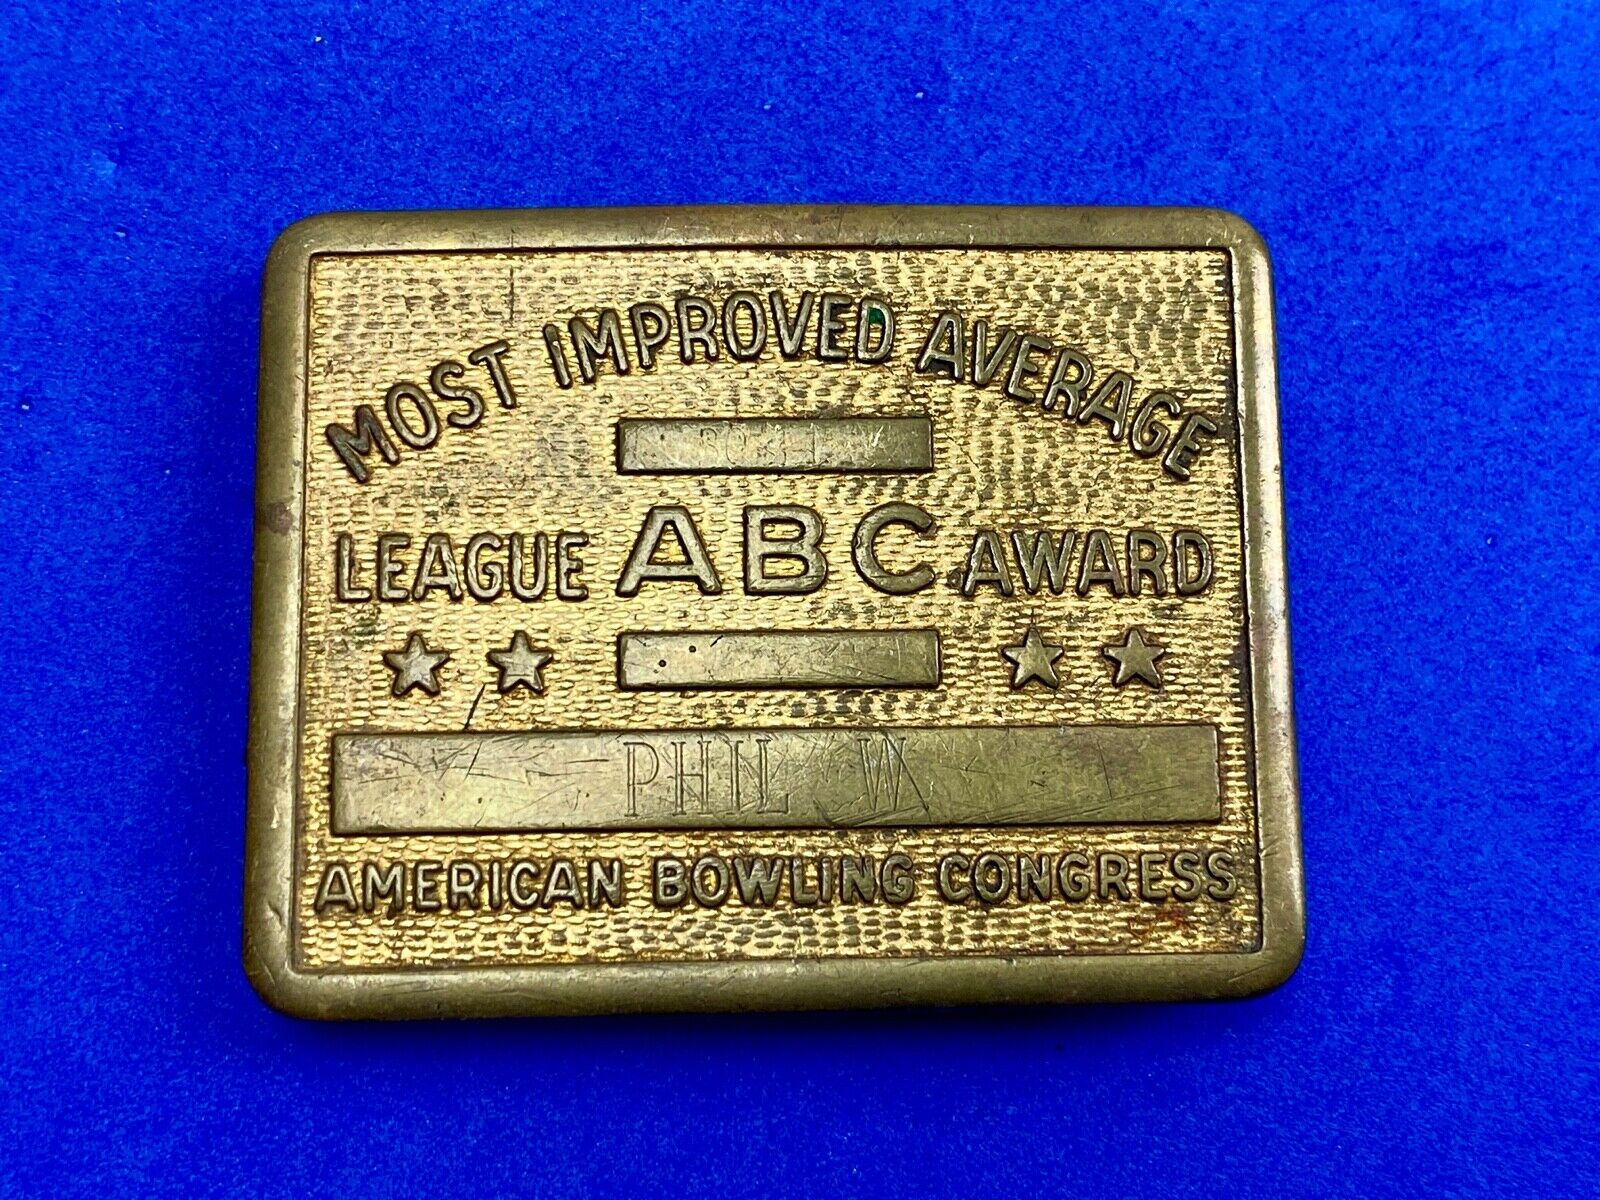 MOST IMPROVED AVERAGE
LEAGUE ABC AWARD
PHIL W
AMERICAN BOWLING CONGRESS